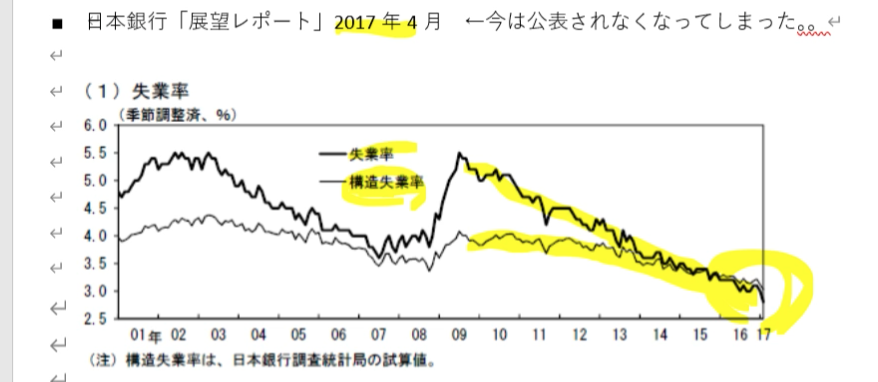 ■ 日本銀行「展望レポート」2017 年 4 月　←今は公表されなくなってしまった。。
（1）失業率
（季節調整済、％）
6.0
5.5
5.0
4.5
4.0
3.5
3.0
2.5
失業率
構造失業率
01年 02 03 04 05 06 07 08 09 10 11 12 13 14 15 16 17
（注）構造失業率は、日本銀行調査統計局の試算値。